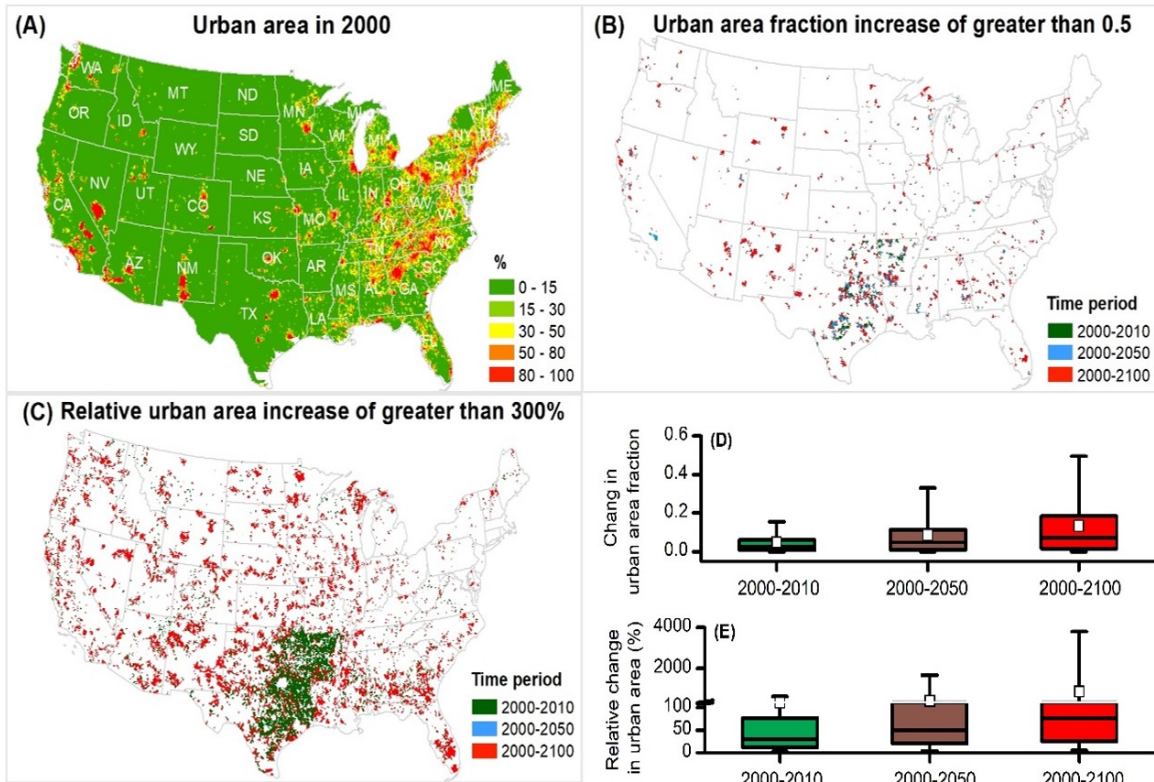 (A) Urban area in 2000
WA
MT
ND
MN
ME
OR
ID
SD
WI
MI
NY
WY
IA
PA
NV
UT
NE
IL
IN
OH
CA
CO
KS
MO
WV
VA
KY
AZ
NM
OK
AR
TN
NC
SC
TX
LA
MS
AL
GA
FL
%
0 - 15
15 - 30
30 - 50
50 - 80
80 - 100
(B) Urban area fraction increase of greater than 0.5
Time period
2000-2010
2000-2050
2000-2100
(C) Relative urban area increase of greater than 300%
Time period
2000-2010
2000-2050
2000-2100
(D)
Chang in
urban area fraction
0.6
0.4
0.2
0.0
2000-2010 2000-2050 2000-2100
(E)
Relative change
in urban area (%)
4000
2000
100
50
0
2000-2010 2000-2050 2000-2100